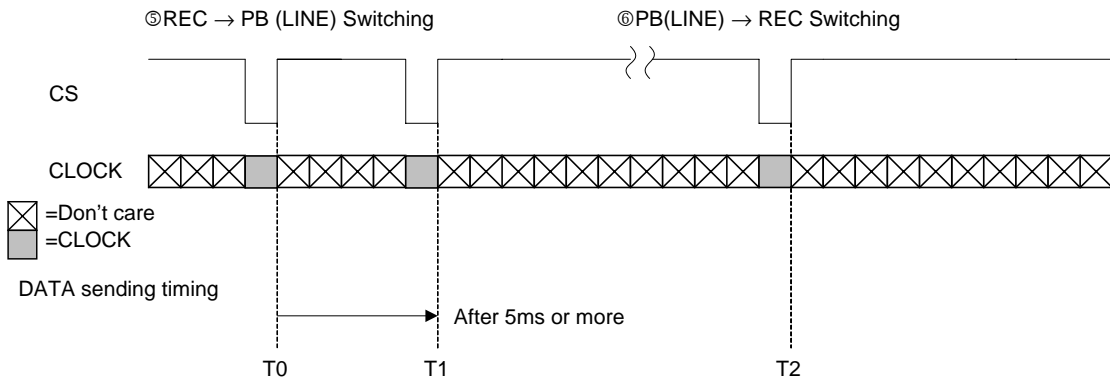 ⑤REC → PB (LINE) Switching
⑥PB(LINE) → REC Switching
CS
CLOCK
=Don't care
=CLOCK
DATA sending timing
After 5ms or more
T0
T1
T2